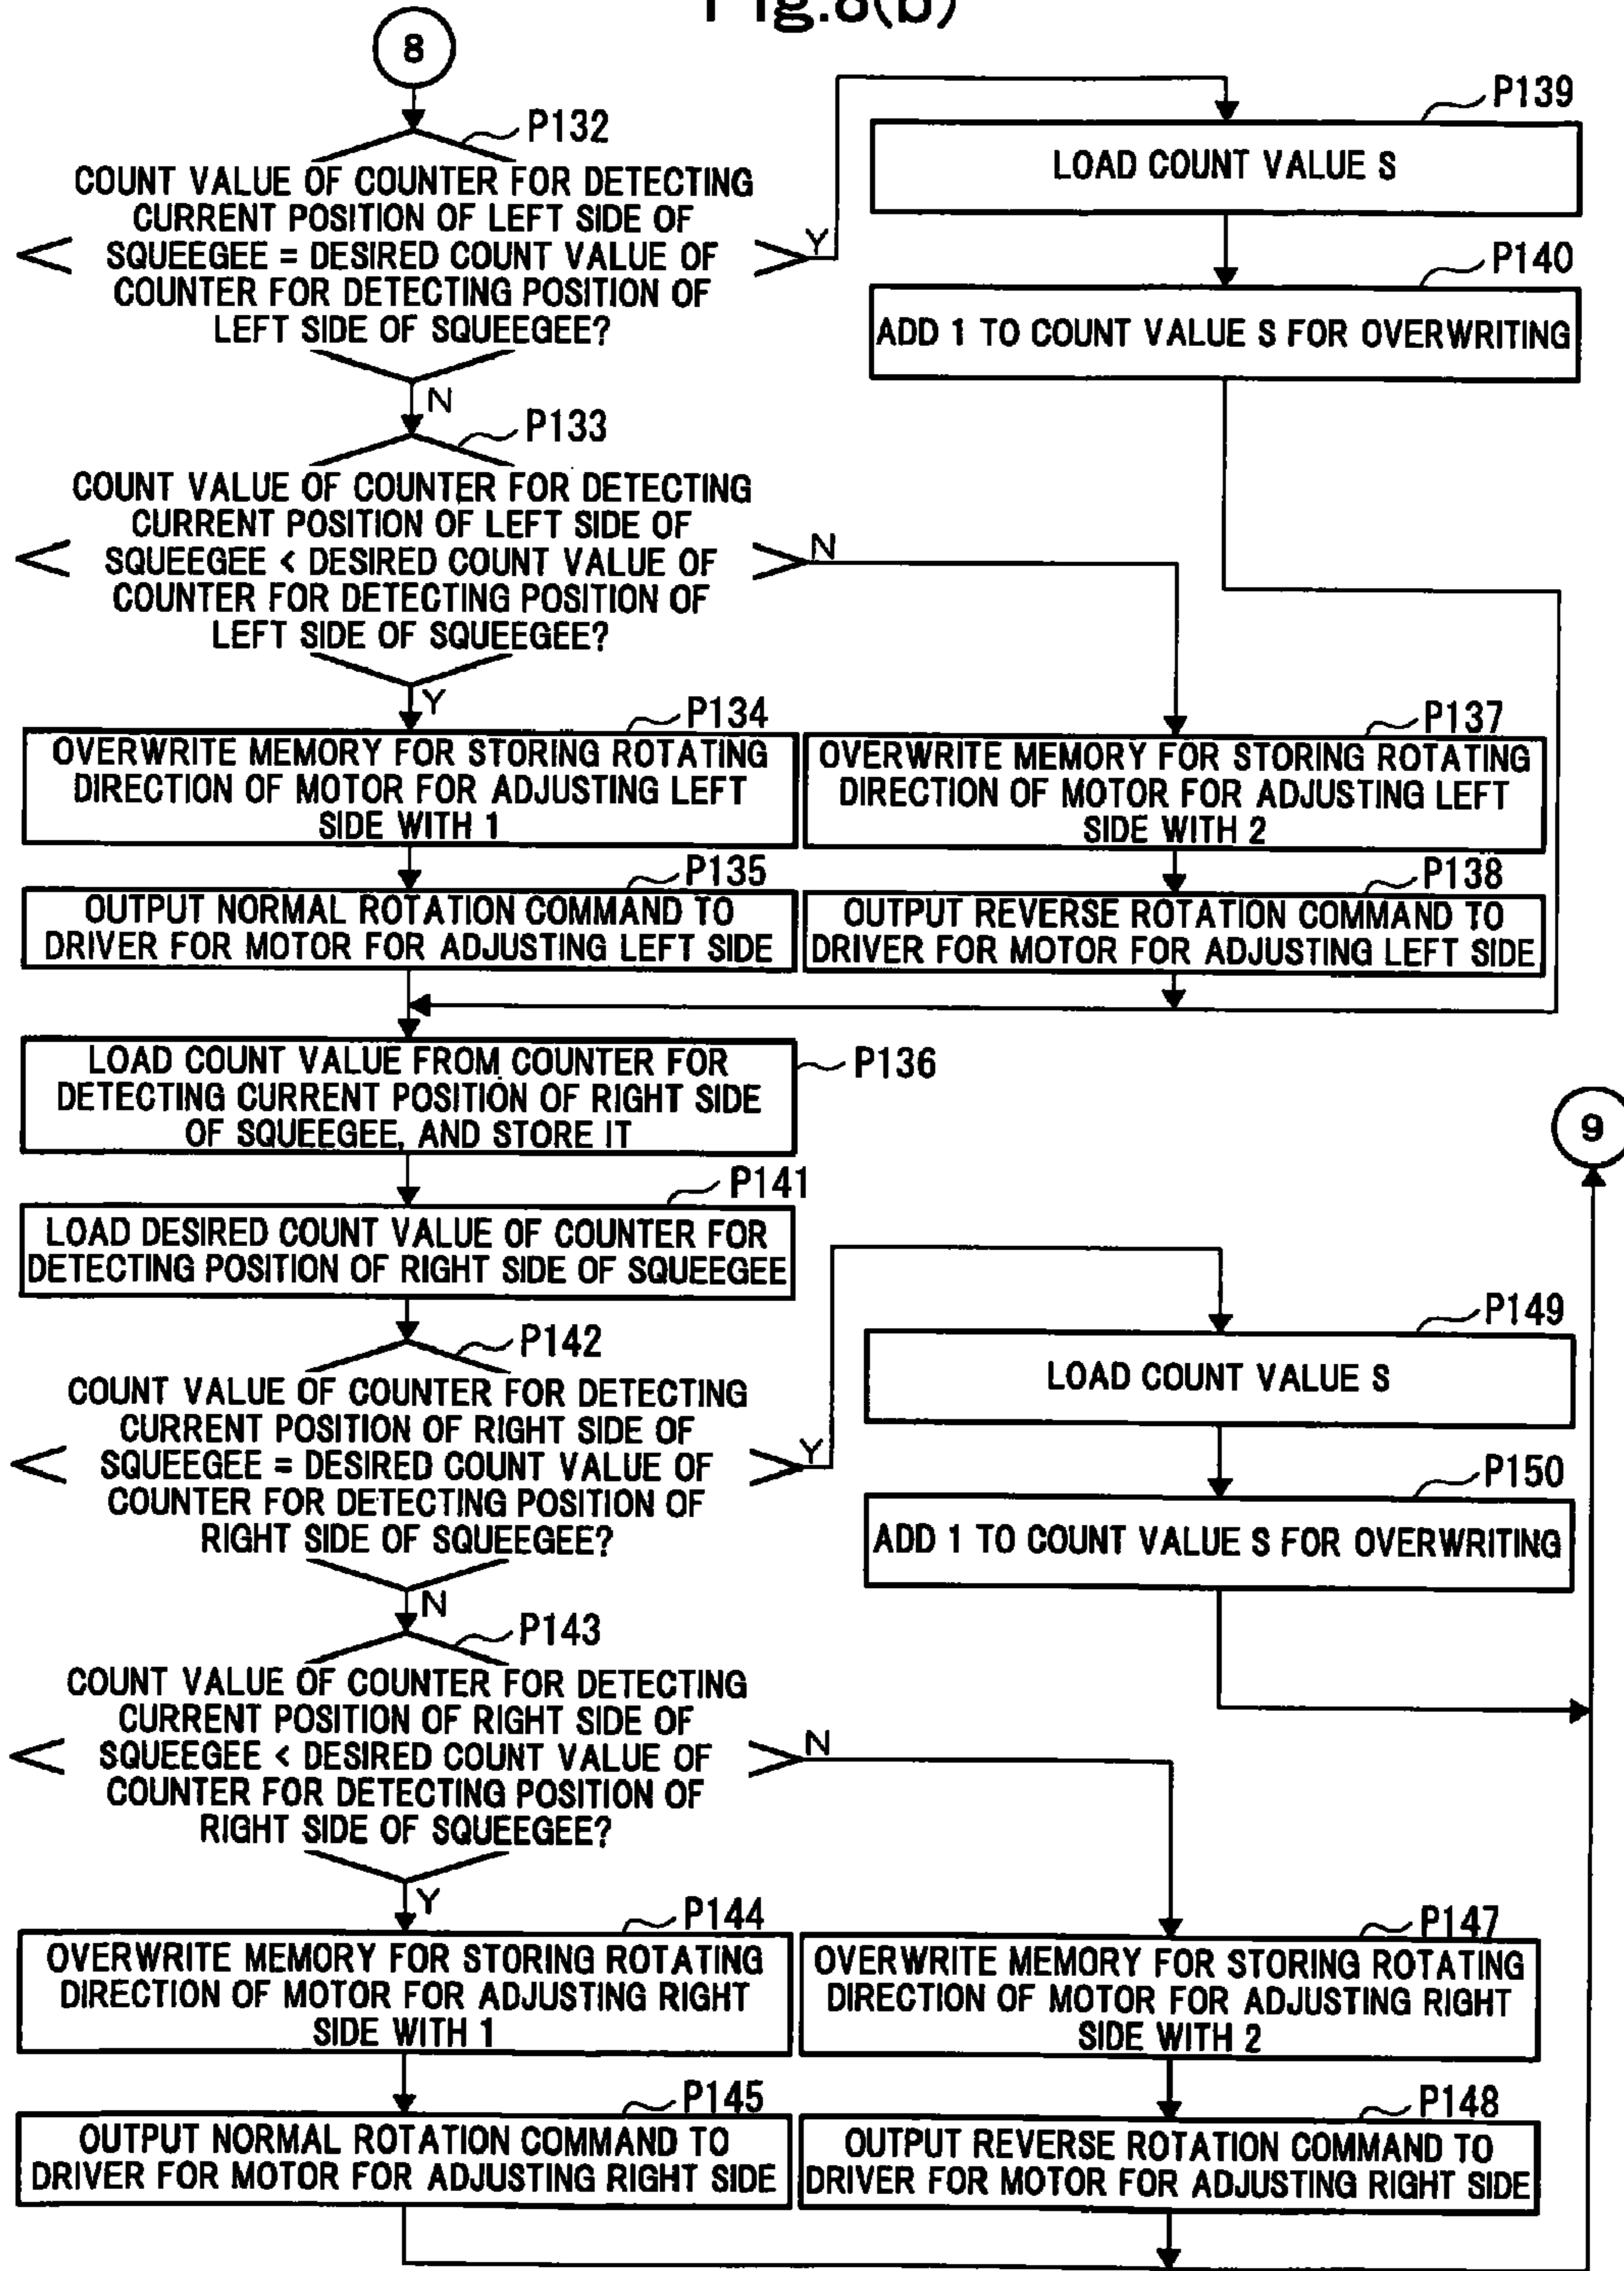 Fig.8(b)
8
P132
COUNT VALUE OF COUNTER FOR DETECTING
CURRENT POSITION OF LEFT SIDE OF
SQUEEGEE = DESIRED COUNT VALUE OF
COUNTER FOR DETECTING POSITION OF
LEFT SIDE OF SQUEEGEE?
Y
N
P139
LOAD COUNT VALUE S
P140
ADD 1 TO COUNT VALUE S FOR OVERWRITING
P133
COUNT VALUE OF COUNTER FOR DETECTING
CURRENT POSITION OF LEFT SIDE OF
SQUEEGEE < DESIRED COUNT VALUE OF
COUNTER FOR DETECTING POSITION OF
LEFT SIDE OF SQUEEGEE?
N
Y
P134
OVERWRITE MEMORY FOR STORING ROTATING
DIRECTION OF MOTOR FOR ADJUSTING LEFT
SIDE WITH 1
P137
OVERWRITE MEMORY FOR STORING ROTATING
DIRECTION OF MOTOR FOR ADJUSTING LEFT
SIDE WITH 2
P135
OUTPUT NORMAL ROTATION COMMAND TO
DRIVER FOR MOTOR FOR ADJUSTING LEFT SIDE
P138
OUTPUT REVERSE ROTATION COMMAND TO
DRIVER FOR MOTOR FOR ADJUSTING LEFT SIDE
P136
LOAD COUNT VALUE FROM COUNTER FOR
DETECTING CURRENT POSITION OF RIGHT SIDE
OF SQUEEGEE, AND STORE IT
9
P141
LOAD DESIRED COUNT VALUE OF COUNTER FOR
DETECTING POSITION OF RIGHT SIDE OF SQUEEGEE
P142
COUNT VALUE OF COUNTER FOR DETECTING
CURRENT POSITION OF RIGHT SIDE OF
SQUEEGEE = DESIRED COUNT VALUE OF
COUNTER FOR DETECTING POSITION OF
RIGHT SIDE OF SQUEEGEE?
Y
N
P149
LOAD COUNT VALUE S
P150
ADD 1 TO COUNT VALUE S FOR OVERWRITING
P143
COUNT VALUE OF COUNTER FOR DETECTING
CURRENT POSITION OF RIGHT SIDE OF
SQUEEGEE < DESIRED COUNT VALUE OF
COUNTER FOR DETECTING POSITION OF
RIGHT SIDE OF SQUEEGEE?
N
Y
P144
OVERWRITE MEMORY FOR STORING ROTATING
DIRECTION OF MOTOR FOR ADJUSTING RIGHT
SIDE WITH 1
P147
OVERWRITE MEMORY FOR STORING ROTATING
DIRECTION OF MOTOR FOR ADJUSTING RIGHT
SIDE WITH 2
P145
OUTPUT NORMAL ROTATION COMMAND TO
DRIVER FOR MOTOR FOR ADJUSTING RIGHT SIDE
P148
OUTPUT REVERSE ROTATION COMMAND TO
DRIVER FOR MOTOR FOR ADJUSTING RIGHT SIDE